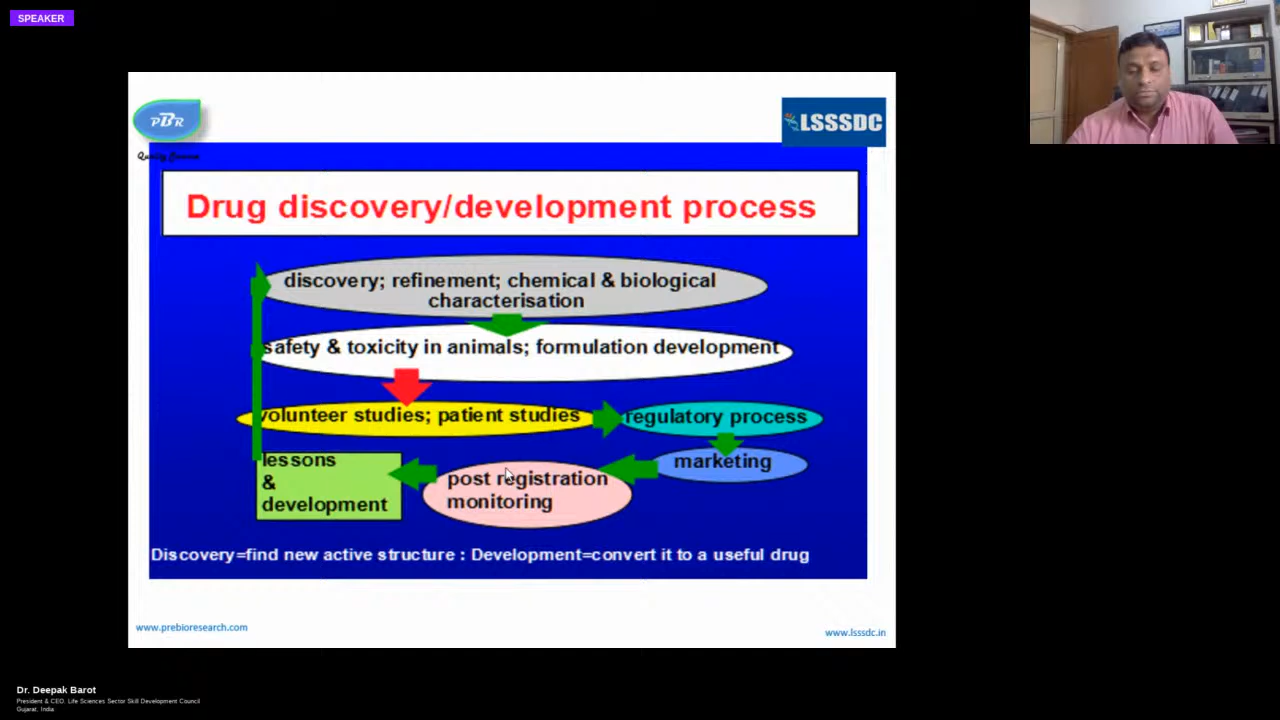 SPEAKER
PBR
LSSSDC
Drug discovery/development process
discovery; refinement; chemical & biological
characterisation
safety & toxicity in animals; formulation development
volunteer studies; patient studies
regulatory process
marketing
post registration
monitoring
lessons
&
development
Discovery=find new active structure : Development=convert it to a useful drug
www.prebioresearch.com
www.lsssdc.in
Dr. Deepak Barot
President & CEO, Life Sciences Sector Skill Development Council
Gujarat, India